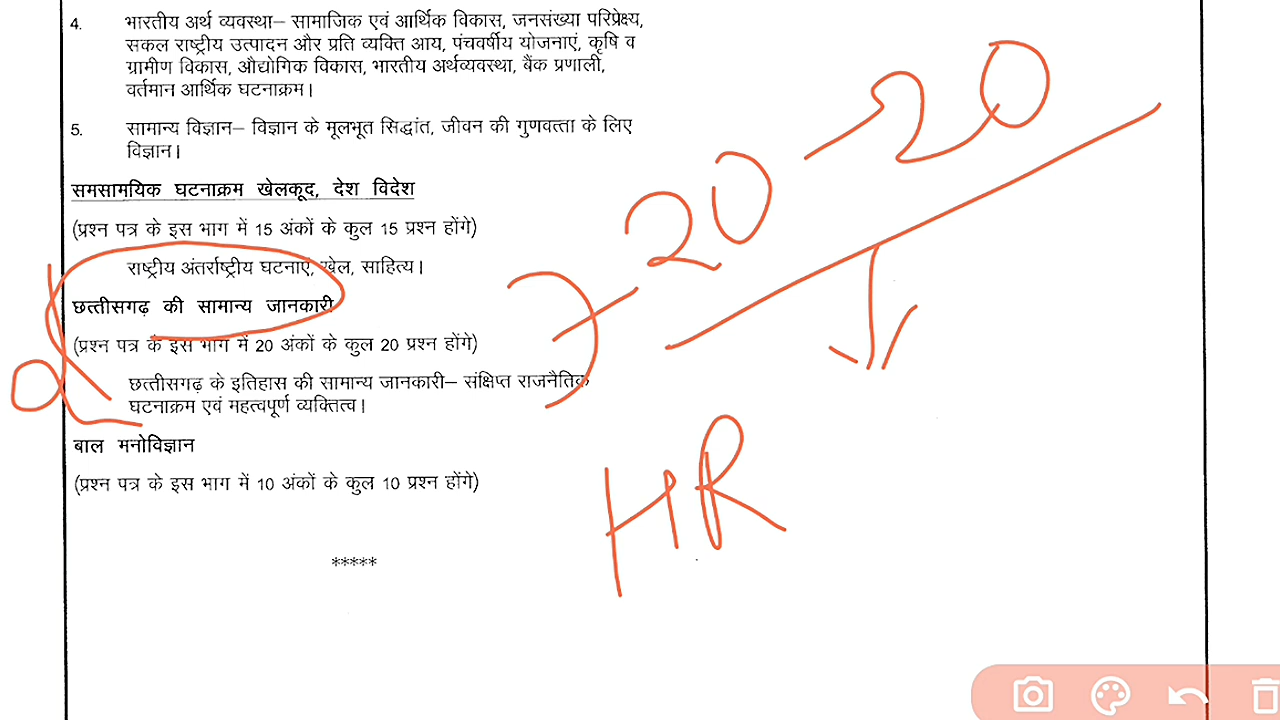 4. भारतीय अर्थ व्यवस्था– सामाजिक एवं आर्थिक विकास, जनसंख्या परिप्रेक्ष्य,
सकल राष्ट्रीय उत्पादन और प्रति व्यक्ति आय, पंचवर्षीय योजनाएं, कृषि व
ग्रामीण विकास, औद्योगिक विकास, भारतीय अर्थव्यवस्था, बैंक प्रणाली,
वर्तमान आर्थिक घटनाक्रम।
5. सामान्य विज्ञान– विज्ञान के मूलभूत सिद्धांत, जीवन की गुणवत्ता के लिए
विज्ञान।
समसामयिक घटनाक्रम खेलकूद, देश विदेश
(प्रश्न पत्र के इस भाग में 15 अंकों के कुल 15 प्रश्न होंगे)
राष्ट्रीय अंतर्राष्ट्रीय घटनाएं, खेल, साहित्य।
छत्तीसगढ़ की सामान्य जानकारी
(प्रश्न पत्र के इस भाग में 20 अंकों के कुल 20 प्रश्न होंगे)
छत्तीसगढ़ के इतिहास की सामान्य जानकारी– संक्षिप्त राजनैतिक
घटनाक्रम एवं महत्वपूर्ण व्यक्तित्व।
बाल मनोविज्ञान
(प्रश्न पत्र के इस भाग में 10 अंकों के कुल 10 प्रश्न होंगे)
*****
20 - 20
HR